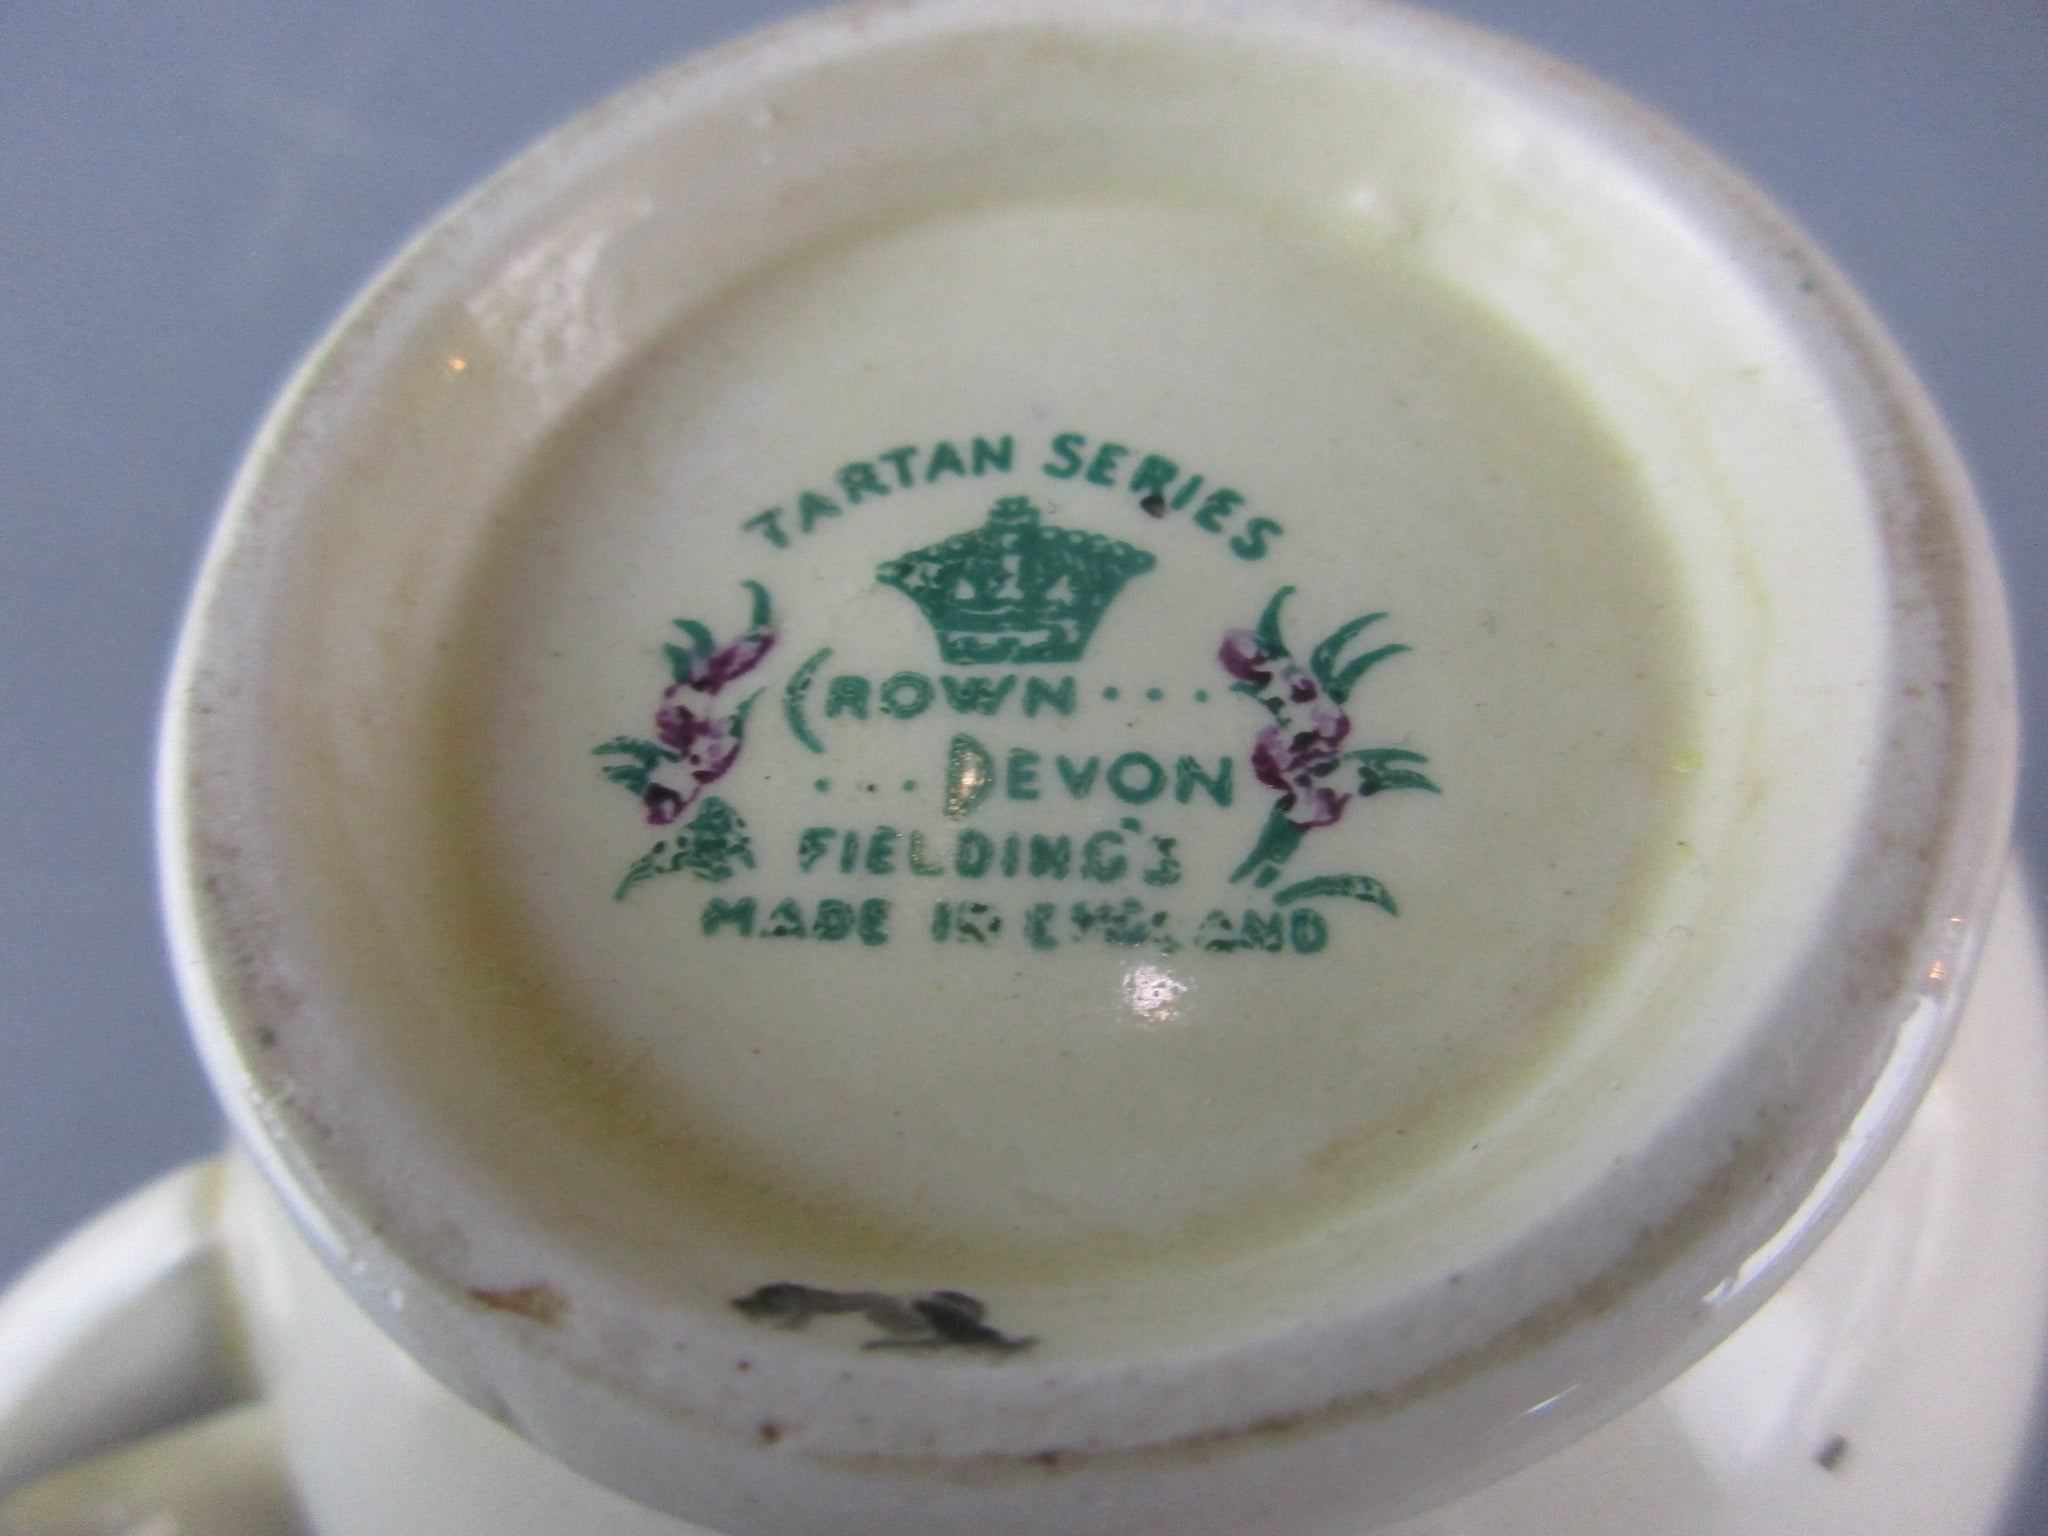 TARTAN SERIES
CROWN ...
... DEVON
FIELDING'S
MADE IN ENGLAND